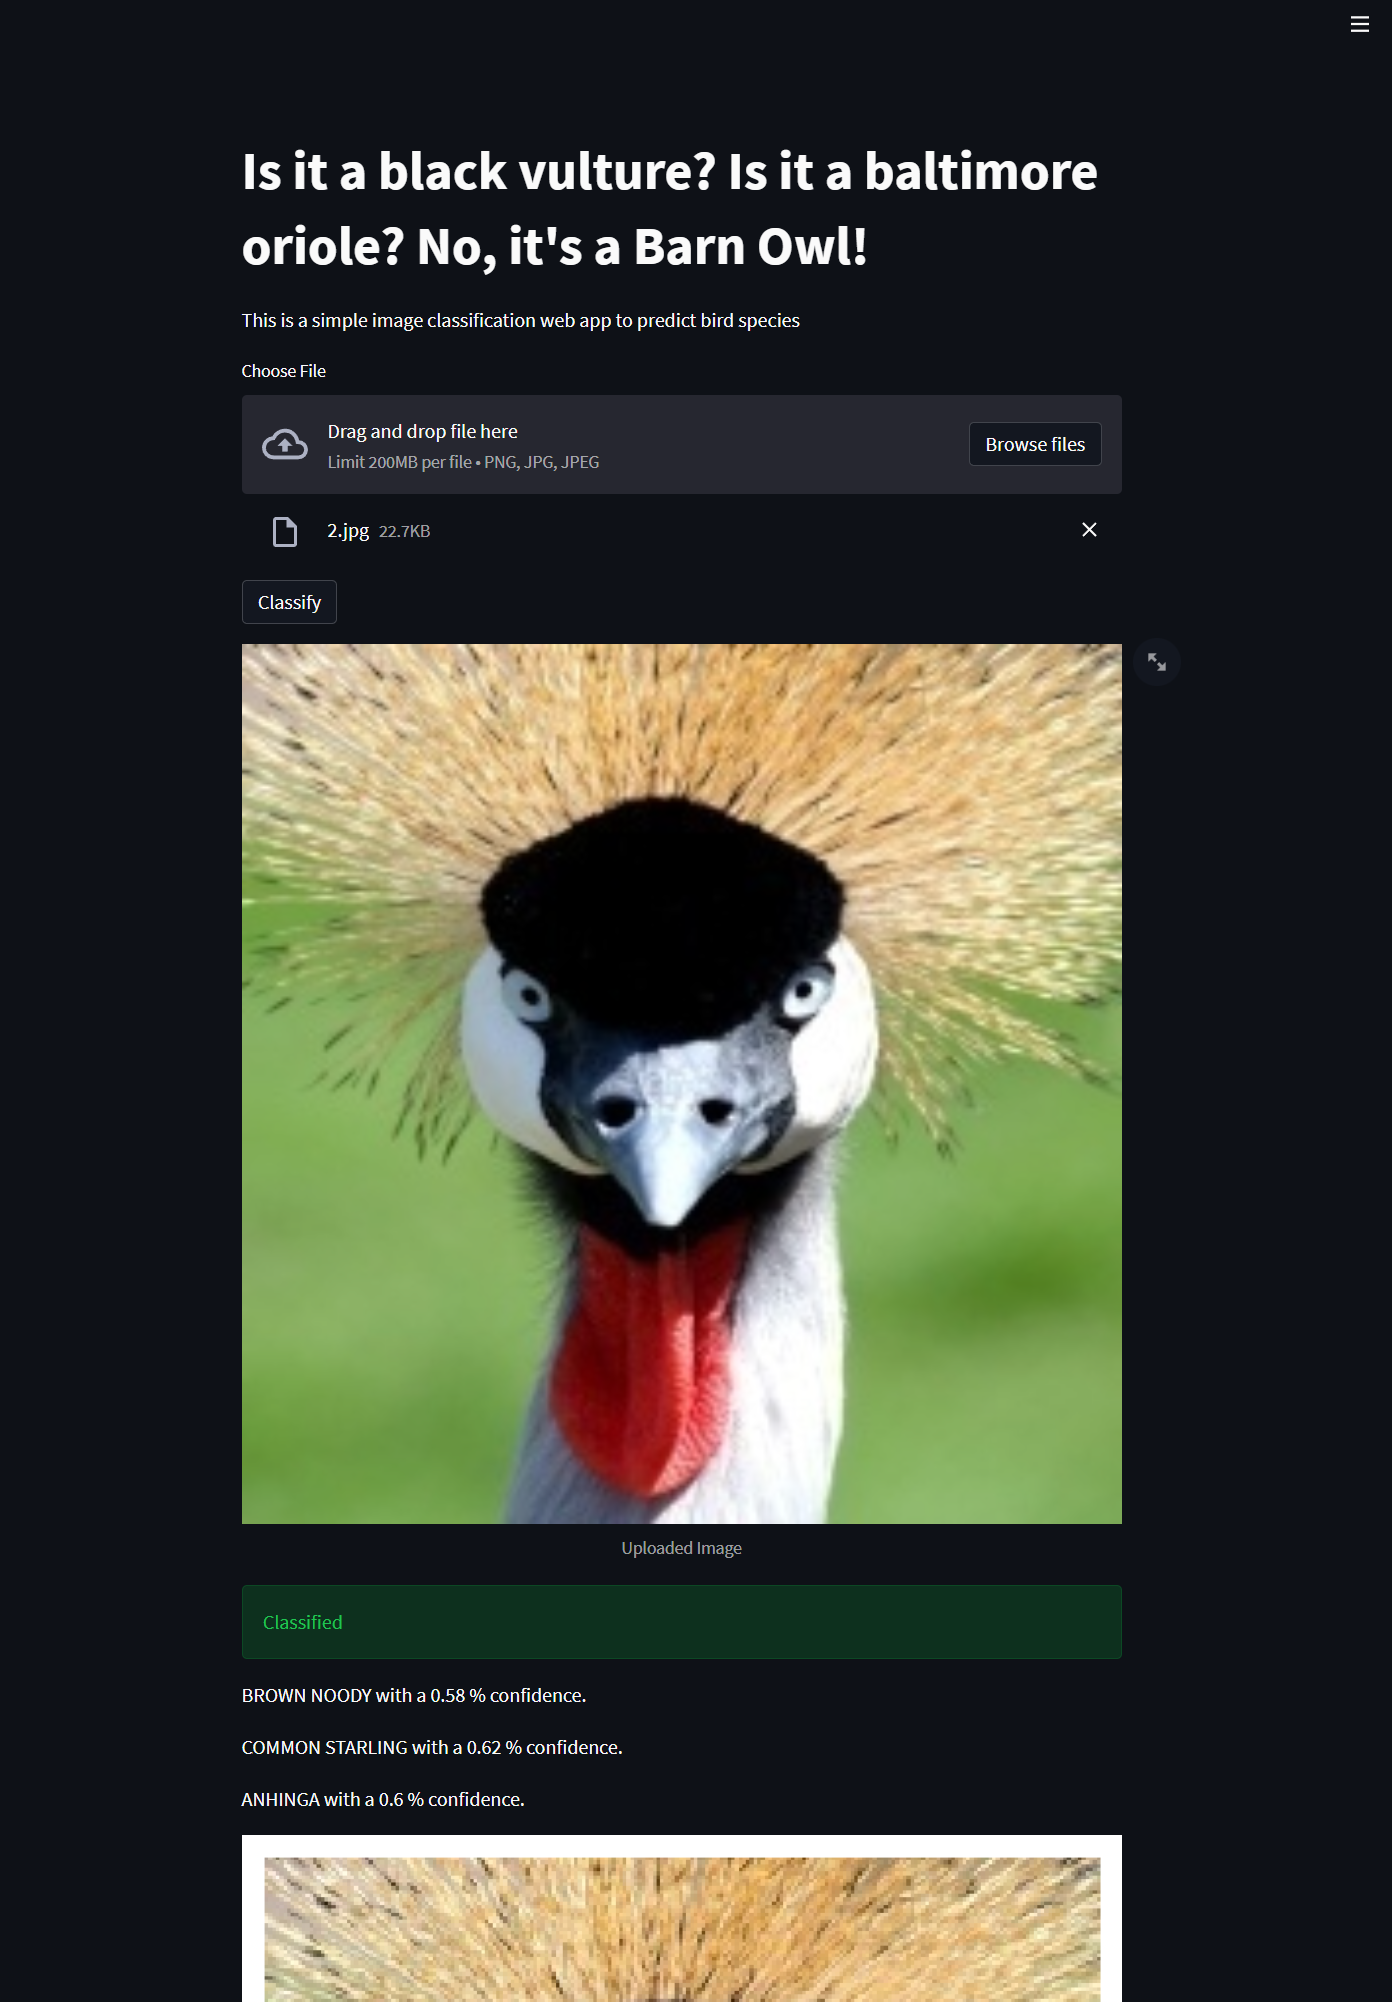 Is it a black vulture? Is it a baltimore
oriole? No, it's a Barn Owl!
This is a simple image classification web app to predict bird species
Choose File
Drag and drop file here
Limit 200MB per file • PNG, JPG, JPEG
Browse files
2.jpg 22.7KB
Classify
Uploaded Image
Classified
BROWN NOODY with a 0.58 % confidence.
COMMON STARLING with a 0.62 % confidence.
ANHINGA with a 0.6 % confidence.